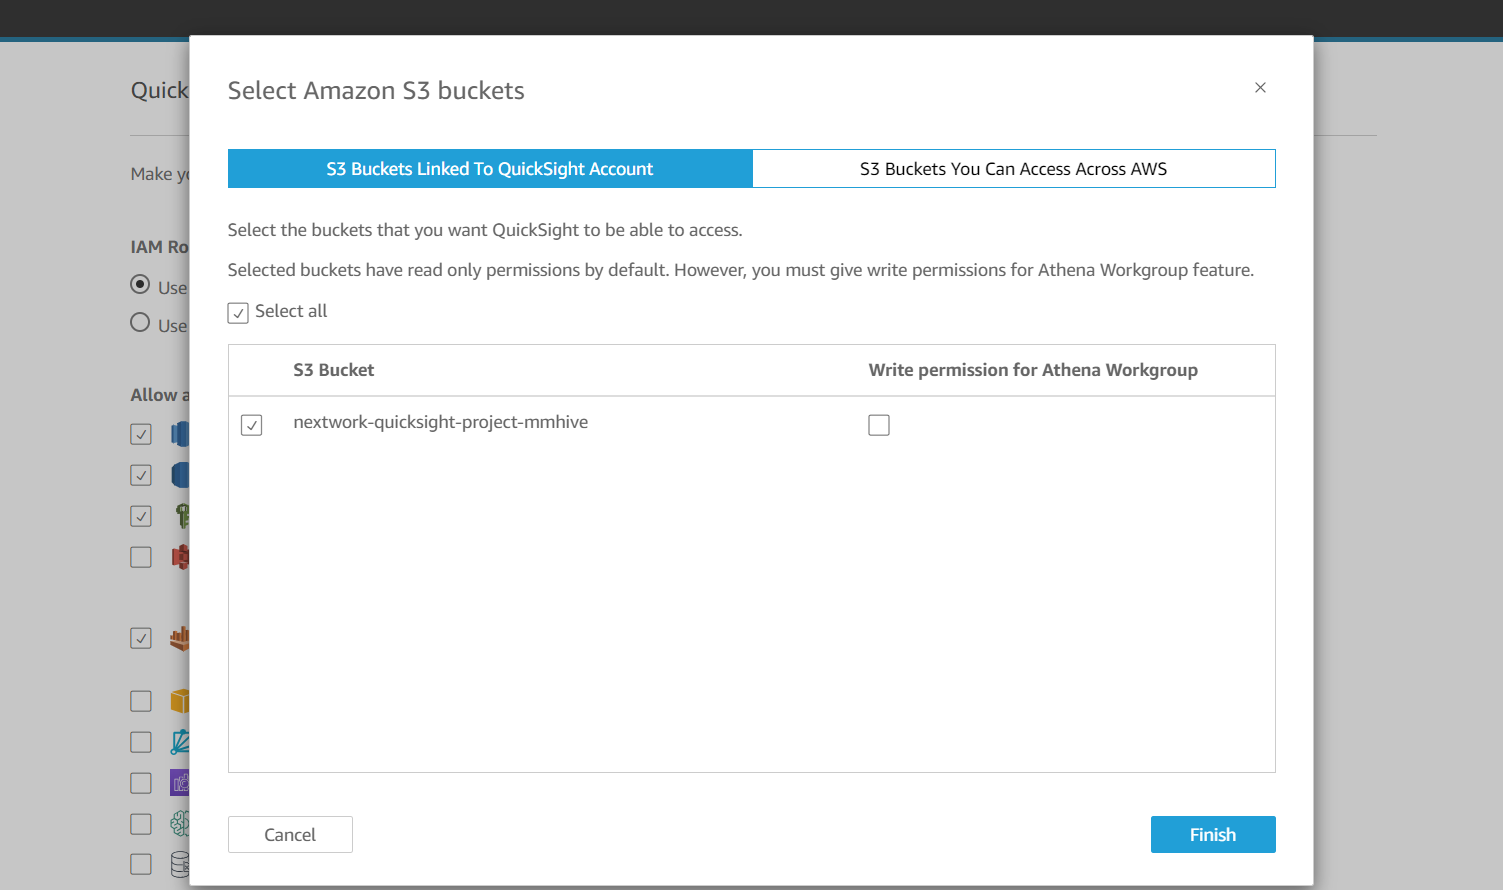 Select Amazon S3 buckets
S3 Buckets Linked To QuickSight Account
S3 Buckets You Can Access Across AWS
Select the buckets that you want QuickSight to be able to access.
Selected buckets have read only permissions by default. However, you must give write permissions for Athena Workgroup feature.
Select all
S3 Bucket
Write permission for Athena Workgroup
nextwork-quicksight-project-mmhive
Cancel
Finish
Quick
Make
IAM
Use
Use
Allow